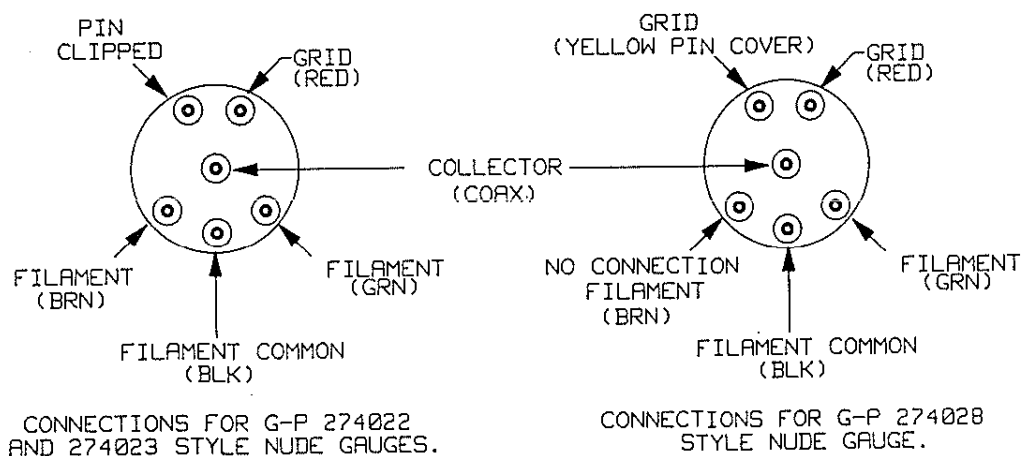 PIN
CLIPPED
GRID
(RED)
GRID
(YELLOW PIN COVER)
GRID
(RED)
COLLECTOR
(COAX)
FILAMENT
(BRN)
FILAMENT
(GRN)
NO CONNECTION
FILAMENT
(BRN)
FILAMENT
(GRN)
FILAMENT COMMON
(BLK)
FILAMENT COMMON
(BLK)
CONNECTIONS FOR G-P 274022
AND 274023 STYLE NUDE GAUGES.
CONNECTIONS FOR G-P 274028
STYLE NUDE GAUGE.